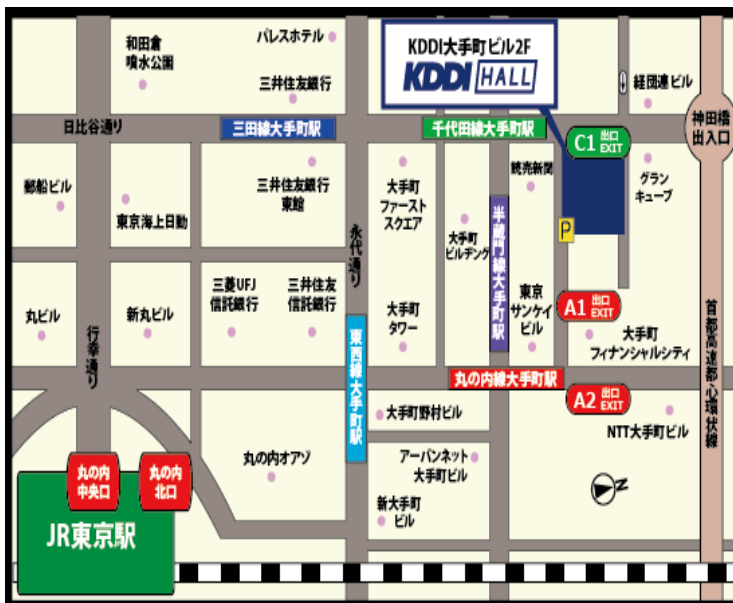 和田倉
噴水公園
パレスホテル
三井住友銀行
KDDI大手町ビル2F
KDDI HALL
経団連ビル
日比谷通り
三田線大手町駅
千代田線大手町駅
C1 出口
EXIT
神田橋
出入口
郵船ビル
東京海上日動
三井住友銀行
東館
大手町
ファースト
スクエア
読売新聞
グラン
キューブ
永代通り
大手町
ビルヂング
半蔵門線大手町駅
P
丸ビル
行幸通り
新丸ビル
三菱UFJ
信託銀行
三井住友
信託銀行
大手町
タワー
東京
サンケイ
ビル
A1 出口
EXIT
大手町
フィナンシャルシティ
首都高速都心環状線
東西線大手町駅
丸の内線大手町駅
A2 出口
EXIT
大手町野村ビル
NTT大手町ビル
丸の内オアゾ
アーバンネット
大手町ビル
新大手町
ビル
N
丸の内
中央口
丸の内
北口
JR東京駅